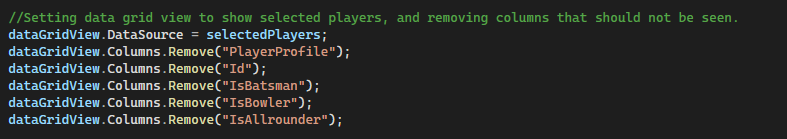 //Setting data grid view to show selected players, and removing columns that should not be seen.
dataGridView.DataSource = selectedPlayers;
dataGridView.Columns.Remove("PlayerProfile");
dataGridView.Columns.Remove("Id");
dataGridView.Columns.Remove("IsBatsman");
dataGridView.Columns.Remove("IsBowler");
dataGridView.Columns.Remove("IsAllrounder");